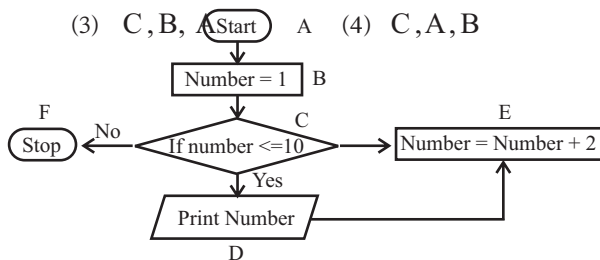 (3) C, B, A (4) C, A, B
Start A
Number = 1 B
F
C
E
No
Stop
If number <=10
Number = Number + 2
Yes
Print Number
D